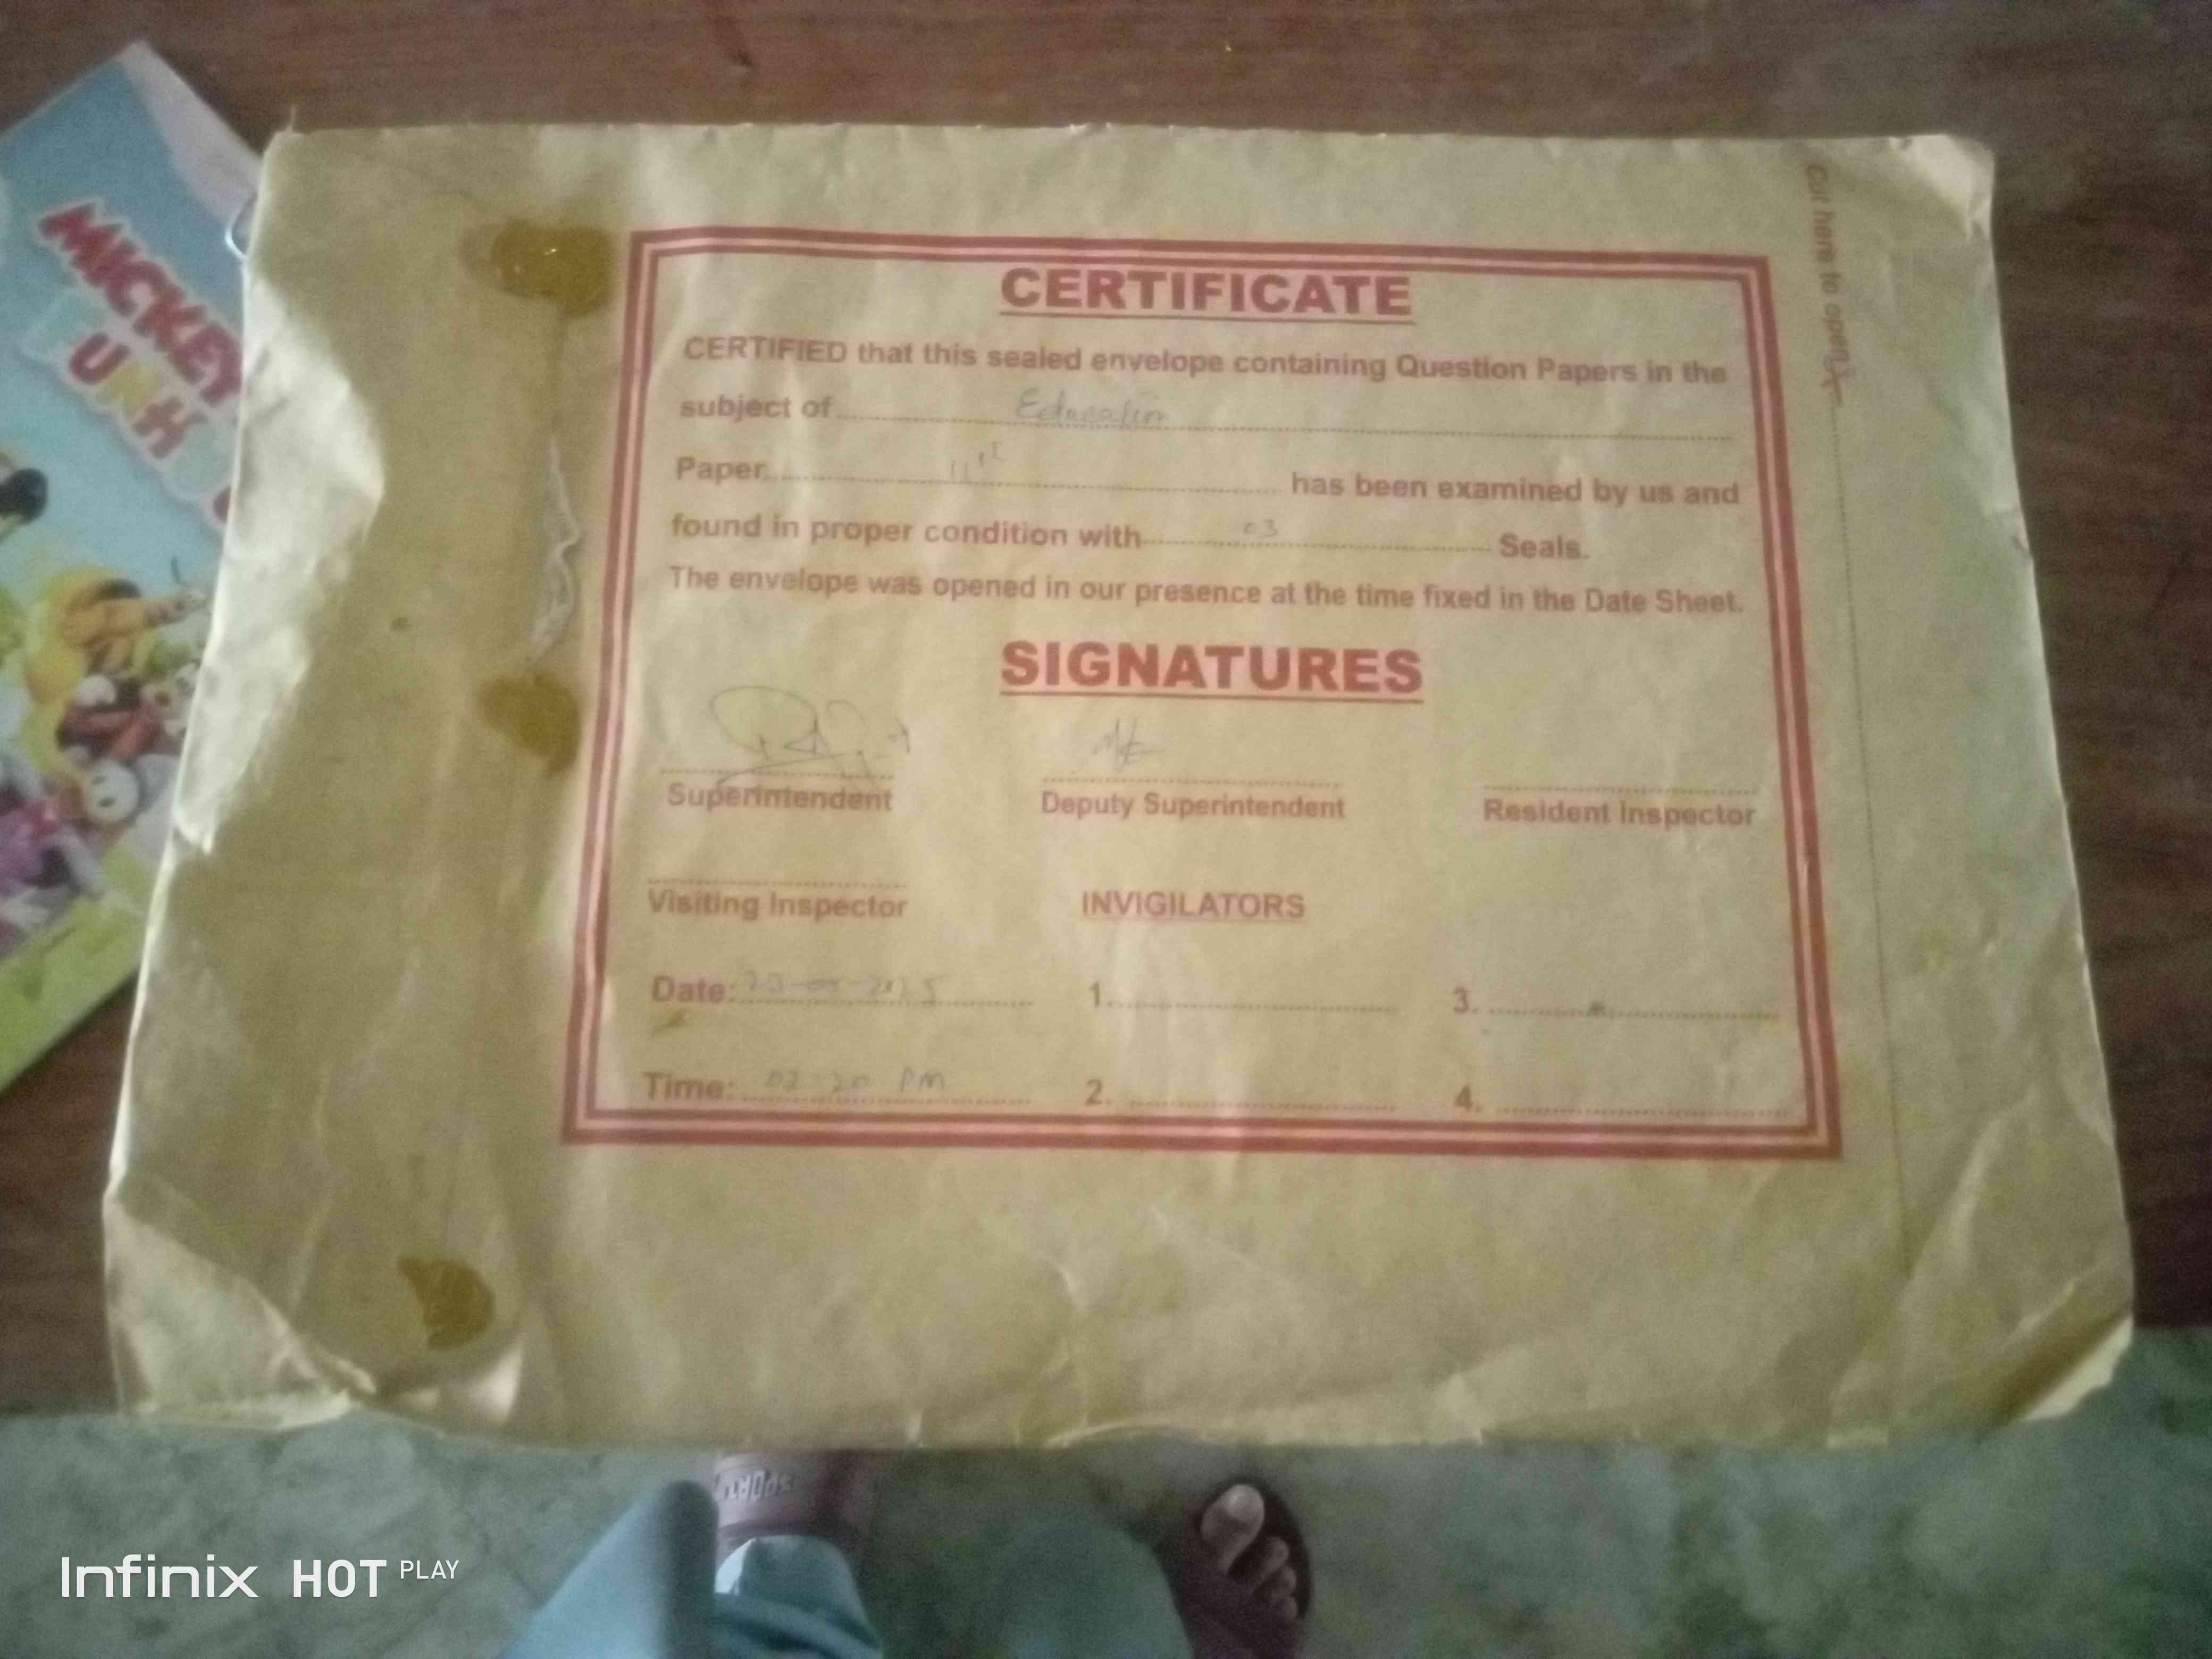 MICKEY
CERTIFICATE
CERTIFIED that this sealed envelope containing Question Papers in the
subject of Education
Paper 11th has been examined by us and
found in proper condition with 03 Seals.
The envelope was opened in our presence at the time fixed in the Date Sheet.
SIGNATURES
Superintendent Deputy Superintendent Resident Inspector
Visiting Inspector INVIGILATORS
Date: 1. 3.
Time: PM 2. 4.
Cut here to open
Infinix HOT PLAY